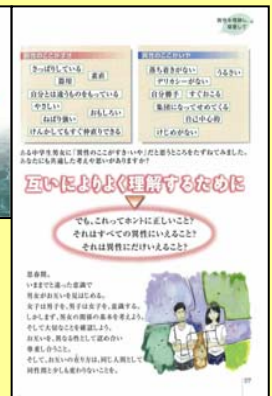 異性を理解し
尊重して
異性のここがすき
さっぱりしている
素直
器用
自分とは違うものをもっている
やさしい
おもしろい
ねばり強い
けんかしてもすぐ仲直りできる
異性のここがいや
落ち着きがない
うるさい
デリカシーがない
自分勝手
すぐおこる
集団になってせめてくる
自己中心的
けじめがない
ある中学生男女に「異性のここがすき・いや」だと思うところをたずねてみました。
あなたにも共通した考えや思いがありますか?
互いによりよく理解するために
でも、これってホントに正しいこと?
それはすべての異性にいえること?
それは異性にだけいえること?
思春期。
いままでと違った意識で
男女がお互いを見はじめる。
女子は男子を、男子は女子を、意識する。
しかしまず、男女の関係の基本を考えよう。
そして大切なことを確認しよう。
お互いを、異なる性として認め合い
尊重し合うこと。
そして、お互いの在り方は、同じ人間として
同性間と少しも変わりないことを。